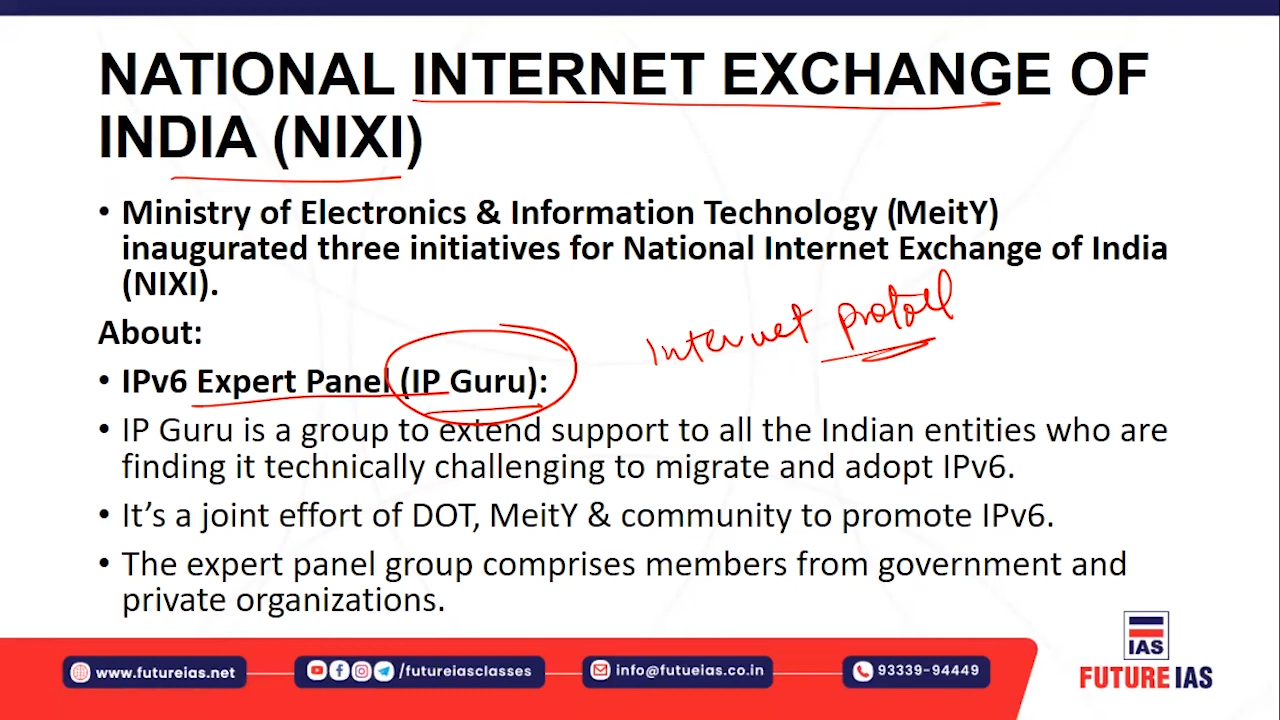 NATIONAL INTERNET EXCHANGE OF
INDIA (NIXI)
• Ministry of Electronics & Information Technology (MeitY)
inaugurated three initiatives for National Internet Exchange of India
(NIXI).
Internet protocol
About:
• IPv6 Expert Panel (IP Guru):
• IP Guru is a group to extend support to all the Indian entities who are
finding it technically challenging to migrate and adopt IPv6.
• It’s a joint effort of DOT, MeitY & community to promote IPv6.
• The expert panel group comprises members from government and
private organizations.
IAS
www.futureias.net /futureiasclasses info@futueias.co.in 93339-94449
FUTURE IAS